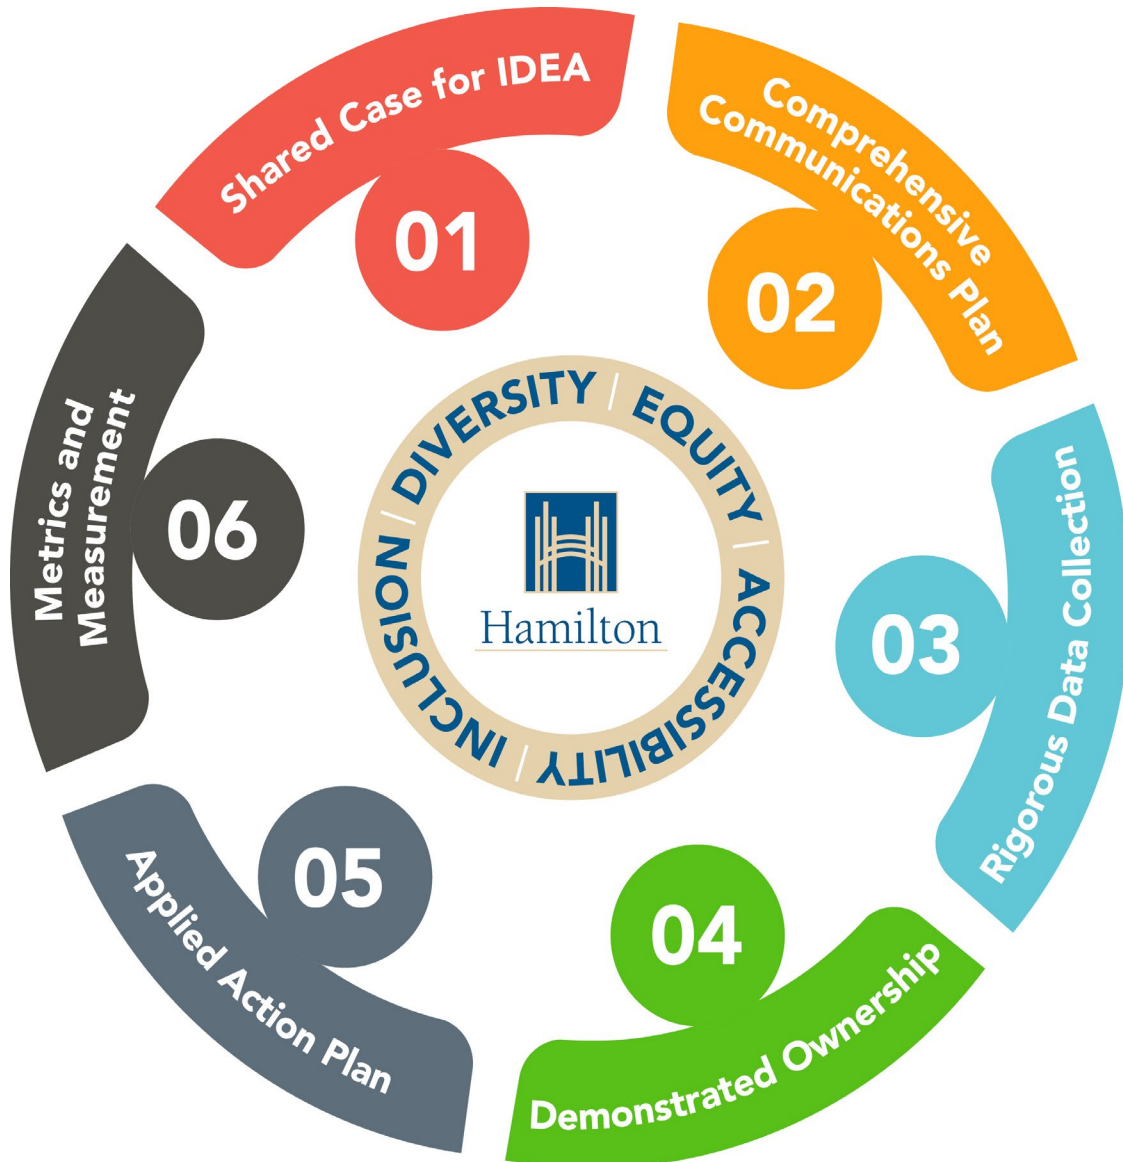 Shared Case for IDEA
01
Comprehensive
Communications Plan
02
Rigorous Data Collection
03
Demonstrated Ownership
04
Applied Action Plan
05
Metrics and
Measurement
06
INCLUSION | DIVERSITY | EQUITY | ACCESSIBILITY |
Hamilton